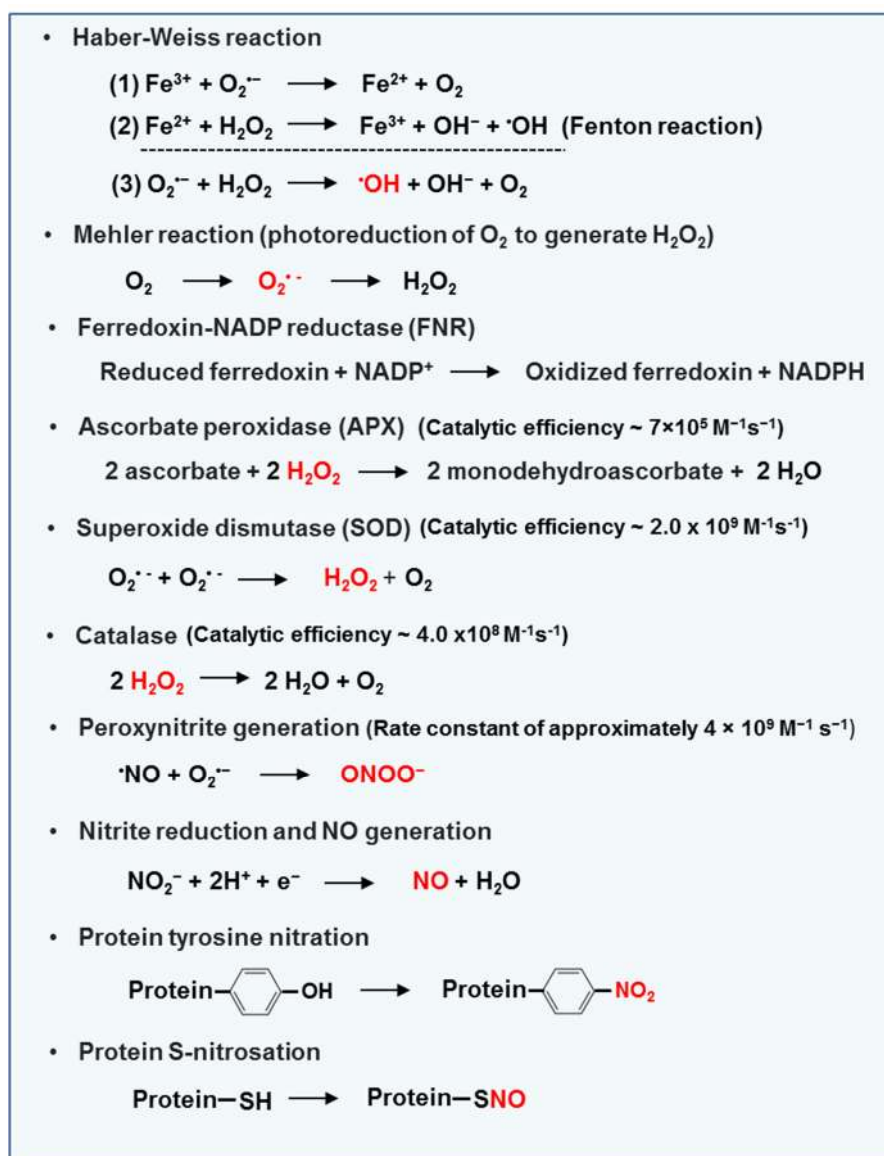 • Haber-Weiss reaction
(1) Fe³⁺ + O₂•⁻ ⟶ Fe²⁺ + O₂
(2) Fe²⁺ + H₂O₂ ⟶ Fe³⁺ + OH⁻ + •OH (Fenton reaction)
(3) O₂•⁻ + H₂O₂ ⟶ •OH + OH⁻ + O₂
• Mehler reaction (photoreduction of O₂ to generate H₂O₂)
O₂ ⟶ O₂•- ⟶ H₂O₂
• Ferredoxin-NADP reductase (FNR)
Reduced ferredoxin + NADP⁺ ⟶ Oxidized ferredoxin + NADPH
• Ascorbate peroxidase (APX) (Catalytic efficiency ~ 7×10⁵ M⁻¹s⁻¹)
2 ascorbate + 2 H₂O₂ ⟶ 2 monodehydroascorbate + 2 H₂O
• Superoxide dismutase (SOD) (Catalytic efficiency ~ 2.0 x 10⁹ M⁻¹s⁻¹)
O₂•- + O₂•- ⟶ H₂O₂ + O₂
• Catalase (Catalytic efficiency ~ 4.0 x10⁸ M⁻¹s⁻¹)
2 H₂O₂ ⟶ 2 H₂O + O₂
• Peroxynitrite generation (Rate constant of approximately 4 × 10⁹ M⁻¹ s⁻¹)
•NO + O₂•⁻ ⟶ ONOO⁻
• Nitrite reduction and NO generation
NO₂⁻ + 2H⁺ + e⁻ ⟶ NO + H₂O
• Protein tyrosine nitration
Protein–OH ⟶ Protein–NO₂
• Protein S-nitrosation
Protein–SH ⟶ Protein–SNO